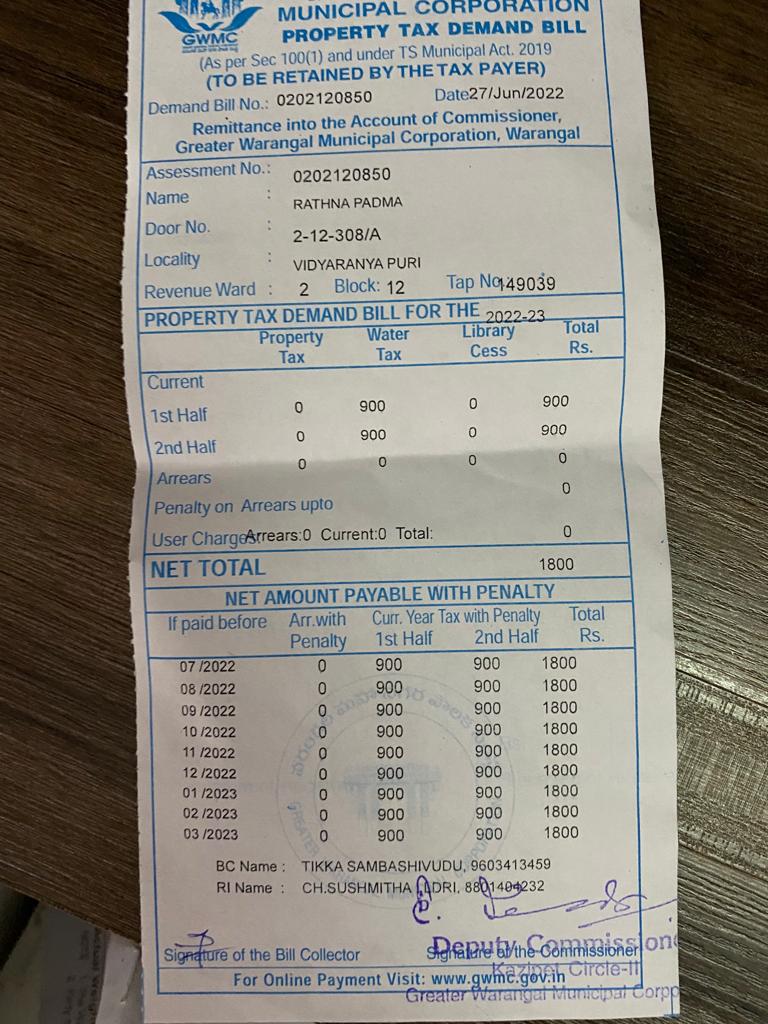 MUNICIPAL CORPORATION
GWMC
PROPERTY TAX DEMAND BILL
(As per Sec 100(1) and under TS Municipal Act. 2019
(TO BE RETAINED BY THE TAX PAYER)
Demand Bill No.: 0202120850 Date 27/Jun/2022
Remittance into the Account of Commissioner,
Greater Warangal Municipal Corporation, Warangal
Assessment No.: 0202120850
Name : RATHNA PADMA
Door No. : 2-12-308/A
Locality : VIDYARANYA PURI
Revenue Ward : 2 Block: 12 Tap No.: 149039
PROPERTY TAX DEMAND BILL FOR THE 2022-23
Property Tax Water Tax Library Cess Total Rs.
Current
1st Half 0 900 0 900
2nd Half 0 900 0 900
Arrears 0 0 0 0
Penalty on Arrears upto 0
User Charges: Arrears:0 Current:0 Total: 0
NET TOTAL 1800
NET AMOUNT PAYABLE WITH PENALTY
If paid before Arr.with Penalty Curr. Year Tax with Penalty Total Rs.
1st Half 2nd Half
07 /2022 0 900 900 1800
08 /2022 0 900 900 1800
09 /2022 0 900 900 1800
10 /2022 0 900 900 1800
11 /2022 0 900 900 1800
12 /2022 0 900 900 1800
01 /2023 0 900 900 1800
02 /2023 0 900 900 1800
03 /2023 0 900 900 1800
BC Name : TIKKA SAMBASHIVUDU, 9603413459
RI Name : CH.SUSHMITHA 8801404232
Deputy Commissione
Signature of the Bill Collector Signature of the Commissioner
Kazipet Circle-II
For Online Payment Visit: www.gwmc.gov.in
Greater Warangal Municipal Corpp